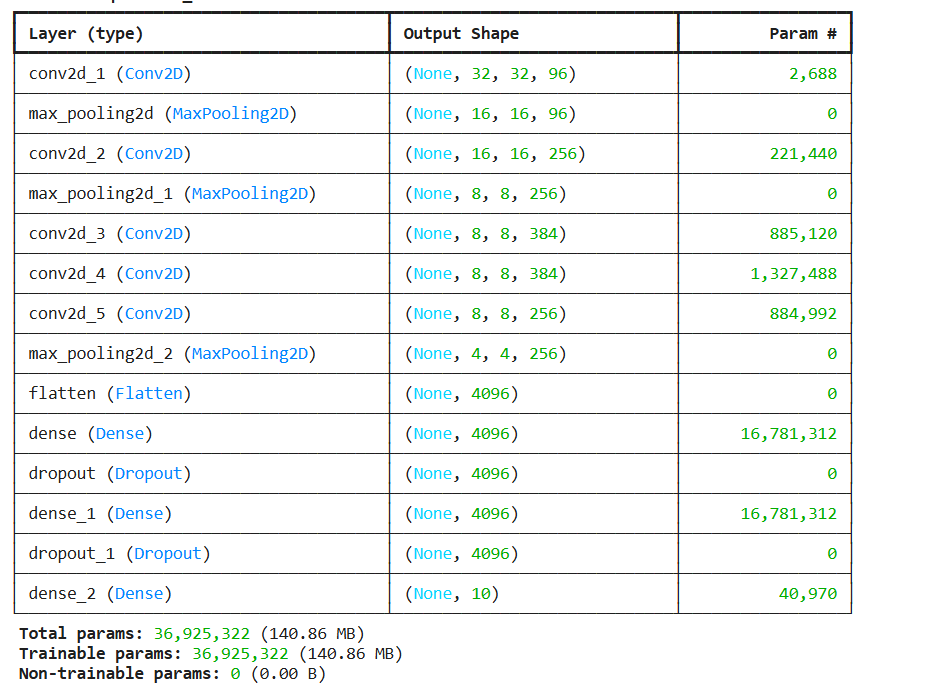 Layer (type) Output Shape Param #
conv2d_1 (Conv2D) (None, 32, 32, 96) 2,688
max_pooling2d (MaxPooling2D) (None, 16, 16, 96) 0
conv2d_2 (Conv2D) (None, 16, 16, 256) 221,440
max_pooling2d_1 (MaxPooling2D) (None, 8, 8, 256) 0
conv2d_3 (Conv2D) (None, 8, 8, 384) 885,120
conv2d_4 (Conv2D) (None, 8, 8, 384) 1,327,488
conv2d_5 (Conv2D) (None, 8, 8, 256) 884,992
max_pooling2d_2 (MaxPooling2D) (None, 4, 4, 256) 0
flatten (Flatten) (None, 4096) 0
dense (Dense) (None, 4096) 16,781,312
dropout (Dropout) (None, 4096) 0
dense_1 (Dense) (None, 4096) 16,781,312
dropout_1 (Dropout) (None, 4096) 0
dense_2 (Dense) (None, 10) 40,970
Total params: 36,925,322 (140.86 MB)
Trainable params: 36,925,322 (140.86 MB)
Non-trainable params: 0 (0.00 B)